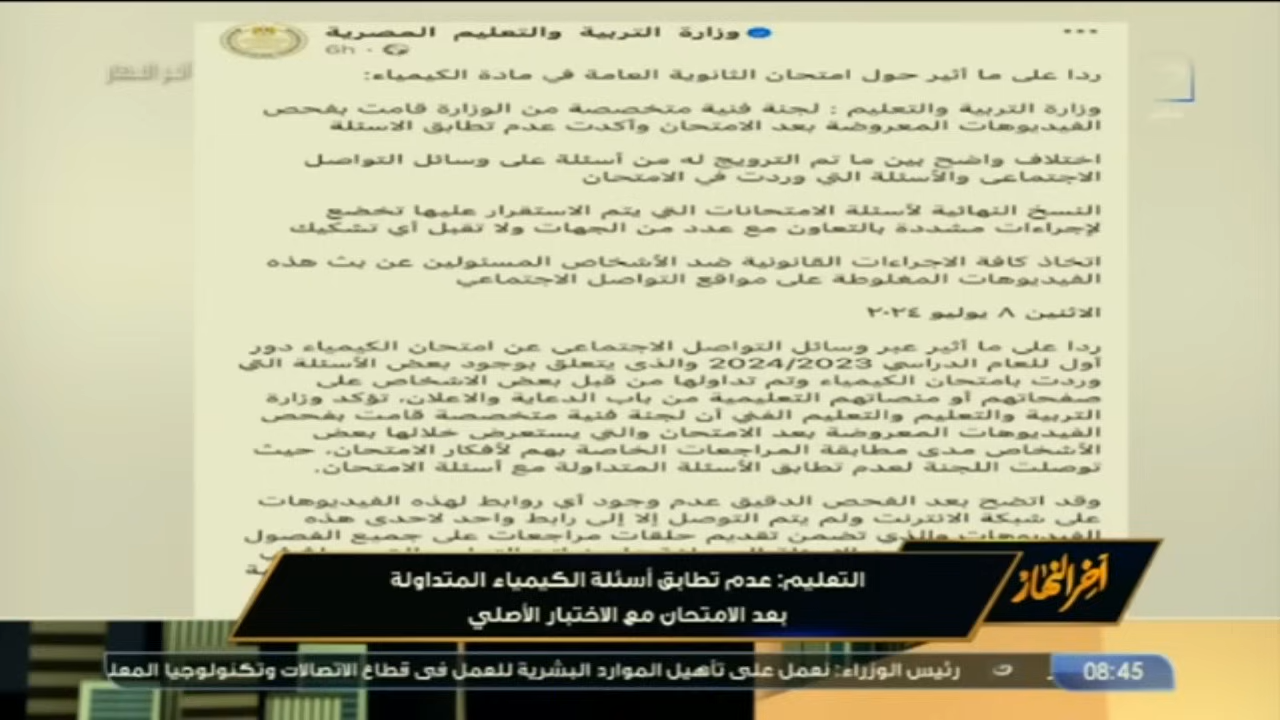 وزارة التربية والتعليم المصرية
6h
ردا على ما أثير حول امتحان الثانوية العامة في مادة الكيمياء:
وزارة التربية والتعليم : لجنة فنية متخصصة من الوزارة قامت بفحص
الفيديوهات المعروضة بعد الامتحان وأكدت عدم تطابق الاسئلة
اختلاف واضح بين ما تم الترويج له من أسئلة على وسائل التواصل
الاجتماعى والأسئلة التي وردت في الامتحان
النسخ النهائية لأسئلة الامتحانات التي يتم الاستقرار عليها تخضع
لإجراءات مشددة بالتعاون مع عدد من الجهات ولا تقبل أي تشكيك
اتخاذ كافة الاجراءات القانونية ضد الأشخاص المسئولين عن بث هذه
الفيديوهات المغلوطة على مواقع التواصل الاجتماعي
الاثنين ٨ يوليو ٢٠٢٤
ردا على ما أثير عبر وسائل التواصل الاجتماعى عن امتحان الكيمياء دور
أول للعام الدراسي 2024/2023 والذى يتعلق بوجود بعض الأسئلة التي
وردت بامتحان الكيمياء وتم تداولها من قبل بعض الاشخاص على
صفحاتهم أو منصاتهم التعليمية من باب الدعاية والاعلان، تؤكد وزارة
التربية والتعليم والتعليم الفني أن لجنة فنية متخصصة قامت بفحص
الفيديوهات المعروضة بعد الامتحان والتي يستعرض خلالها بعض
الأشخاص مدى مطابقة المراجعات الخاصة بهم لأفكار الامتحان، حيث
توصلت اللجنة لعدم تطابق الأسئلة المتداولة مع أسئلة الامتحان.
وقد اتضح بعد الفحص الدقيق عدم وجود أي روابط لهذه الفيديوهات
على شبكة الانترنت ولم يتم التوصل إلا إلى رابط واحد لاحدى هذه
الفيديوهات والذي تضمن تقديم حلقات مراجعات على جميع الفصول
آخر النهار
التعليم: عدم تطابق أسئلة الكيمياء المتداولة
بعد الامتحان مع الاختبار الأصلي
رئيس الوزراء: نعمل على تأهيل الموارد البشرية للعمل فى قطاع الاتصالات وتكنولوجيا المعل
08:45